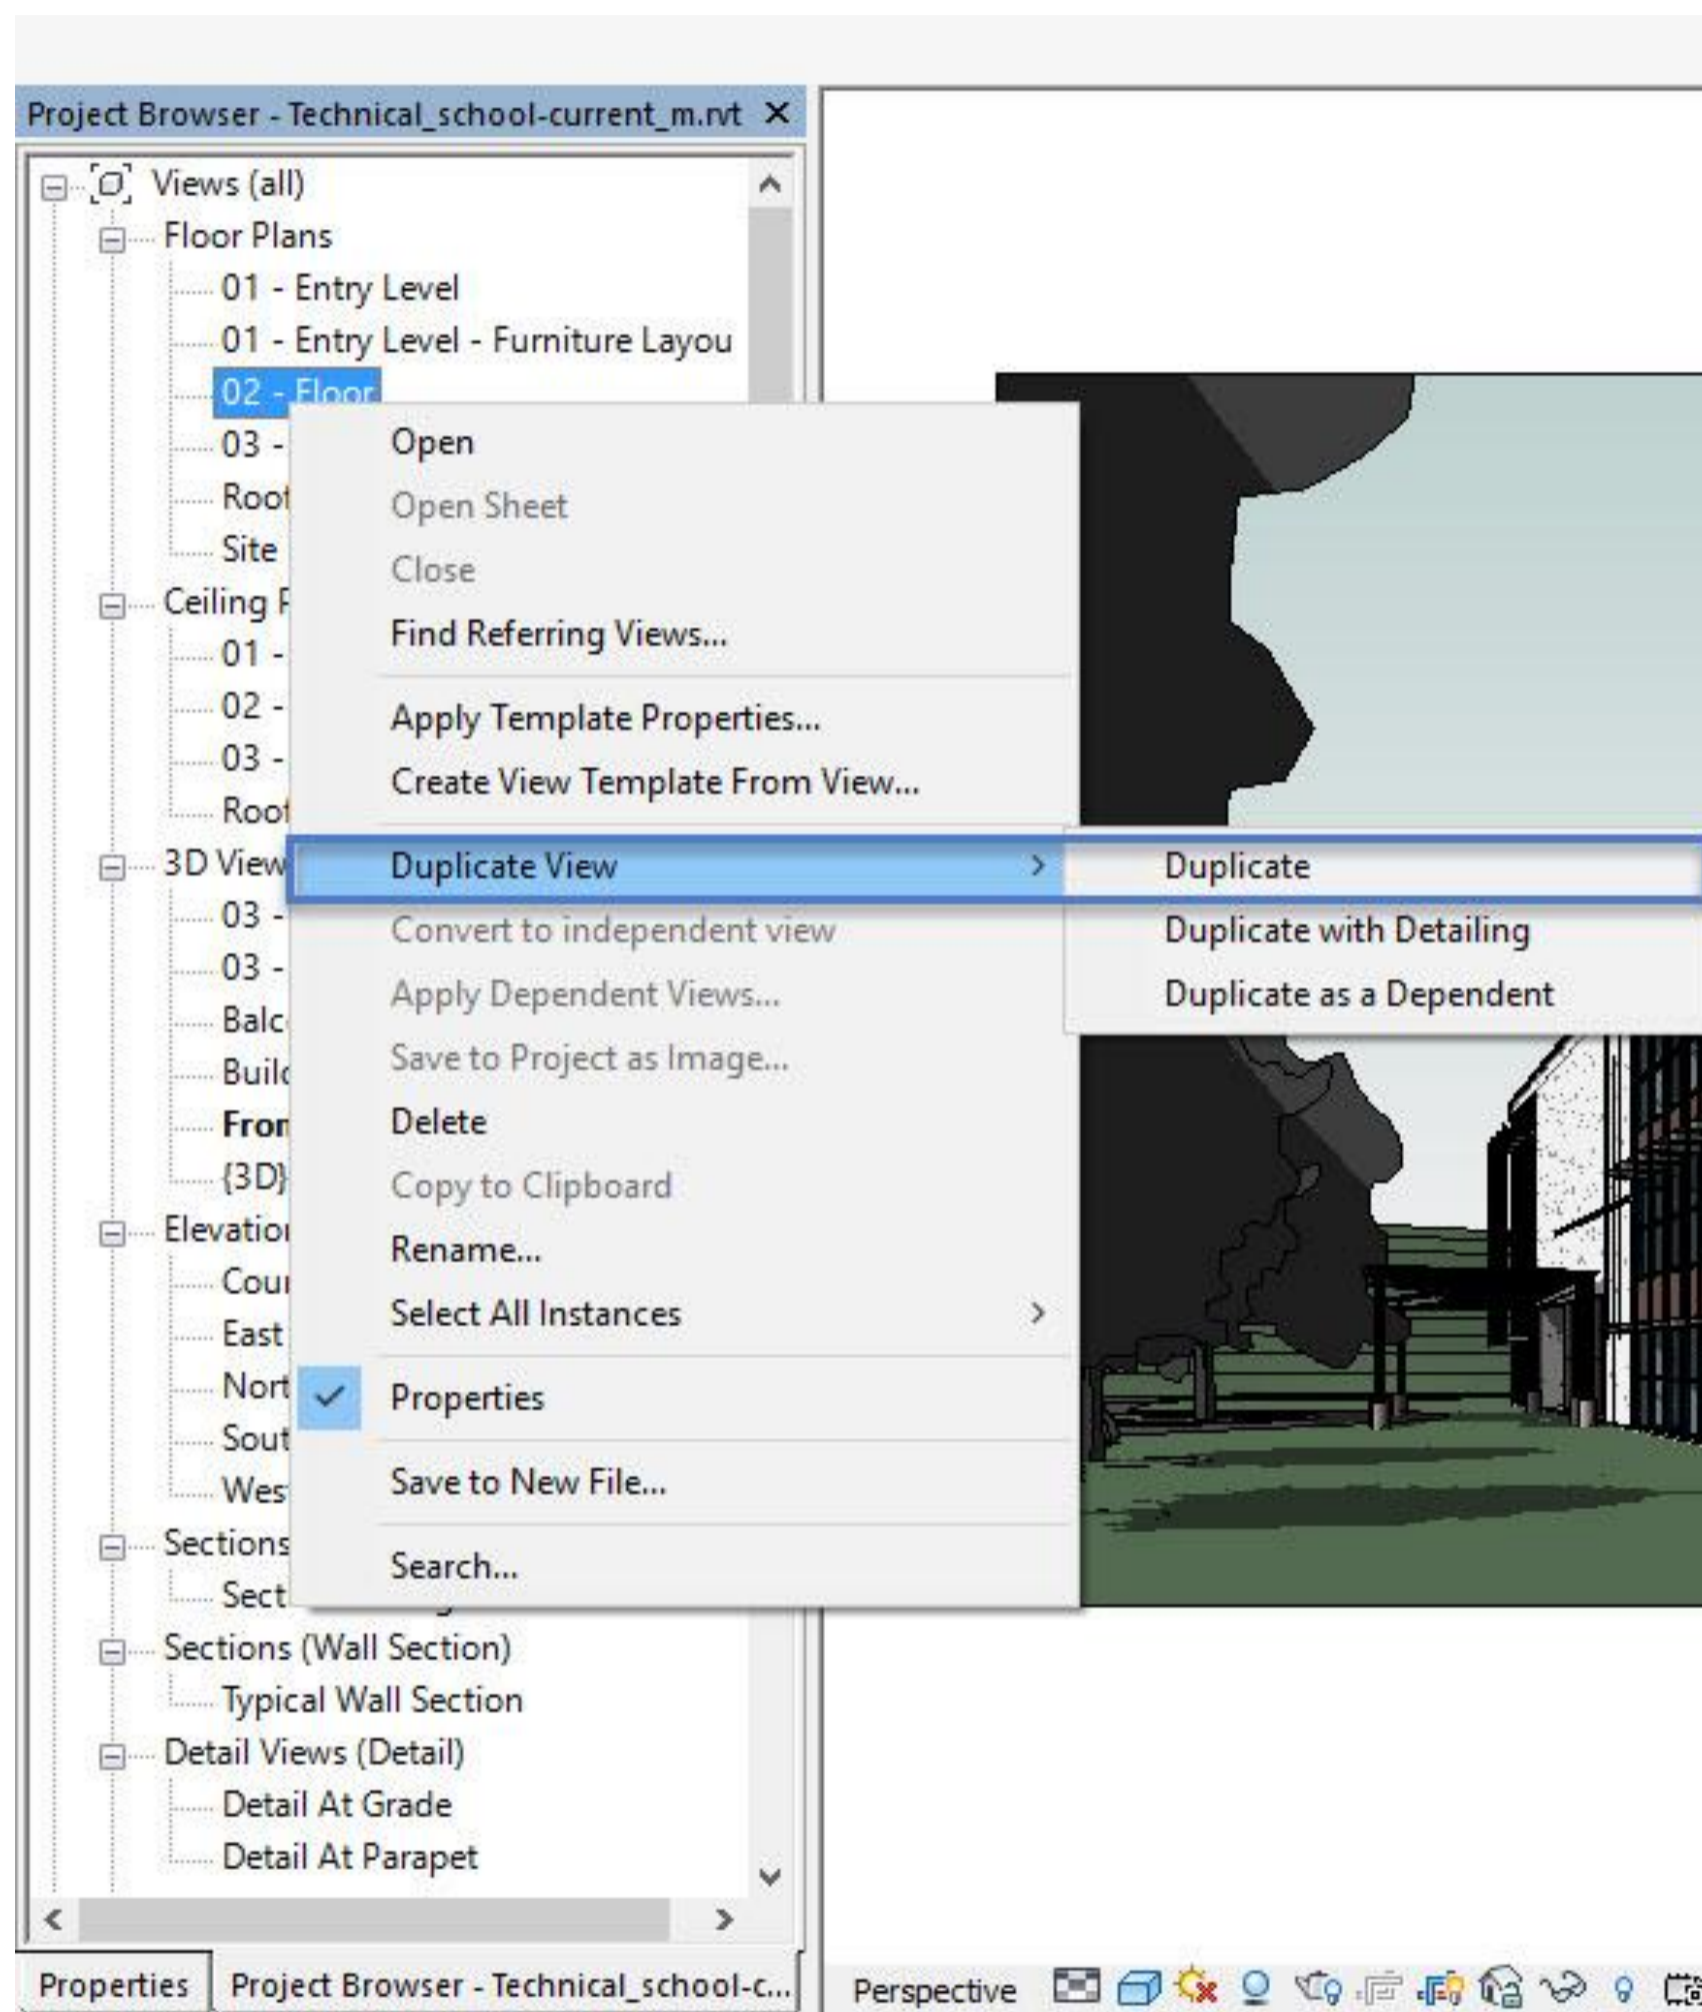 Project Browser - Technical_school-current_m.rvt
Views (all)
Floor Plans
01 - Entry Level
01 - Entry Level - Furniture Layou
02 - Floor
03 -
Roof
Site
Ceiling P
01 -
02 -
03 -
Roof
3D View
03 -
03 -
Balc
Build
Fron
{3D}
Elevatio
Cour
East
Nort
Sout
Wes
Sections
Sect
Sections (Wall Section)
Typical Wall Section
Detail Views (Detail)
Detail At Grade
Detail At Parapet
Open
Open Sheet
Close
Find Referring Views...
Apply Template Properties...
Create View Template From View...
Duplicate View
Convert to independent view
Apply Dependent Views...
Save to Project as Image...
Delete
Copy to Clipboard
Rename...
Select All Instances
Properties
Save to New File...
Search...
Duplicate
Duplicate with Detailing
Duplicate as a Dependent
Properties
Project Browser - Technical_school-c...
Perspective